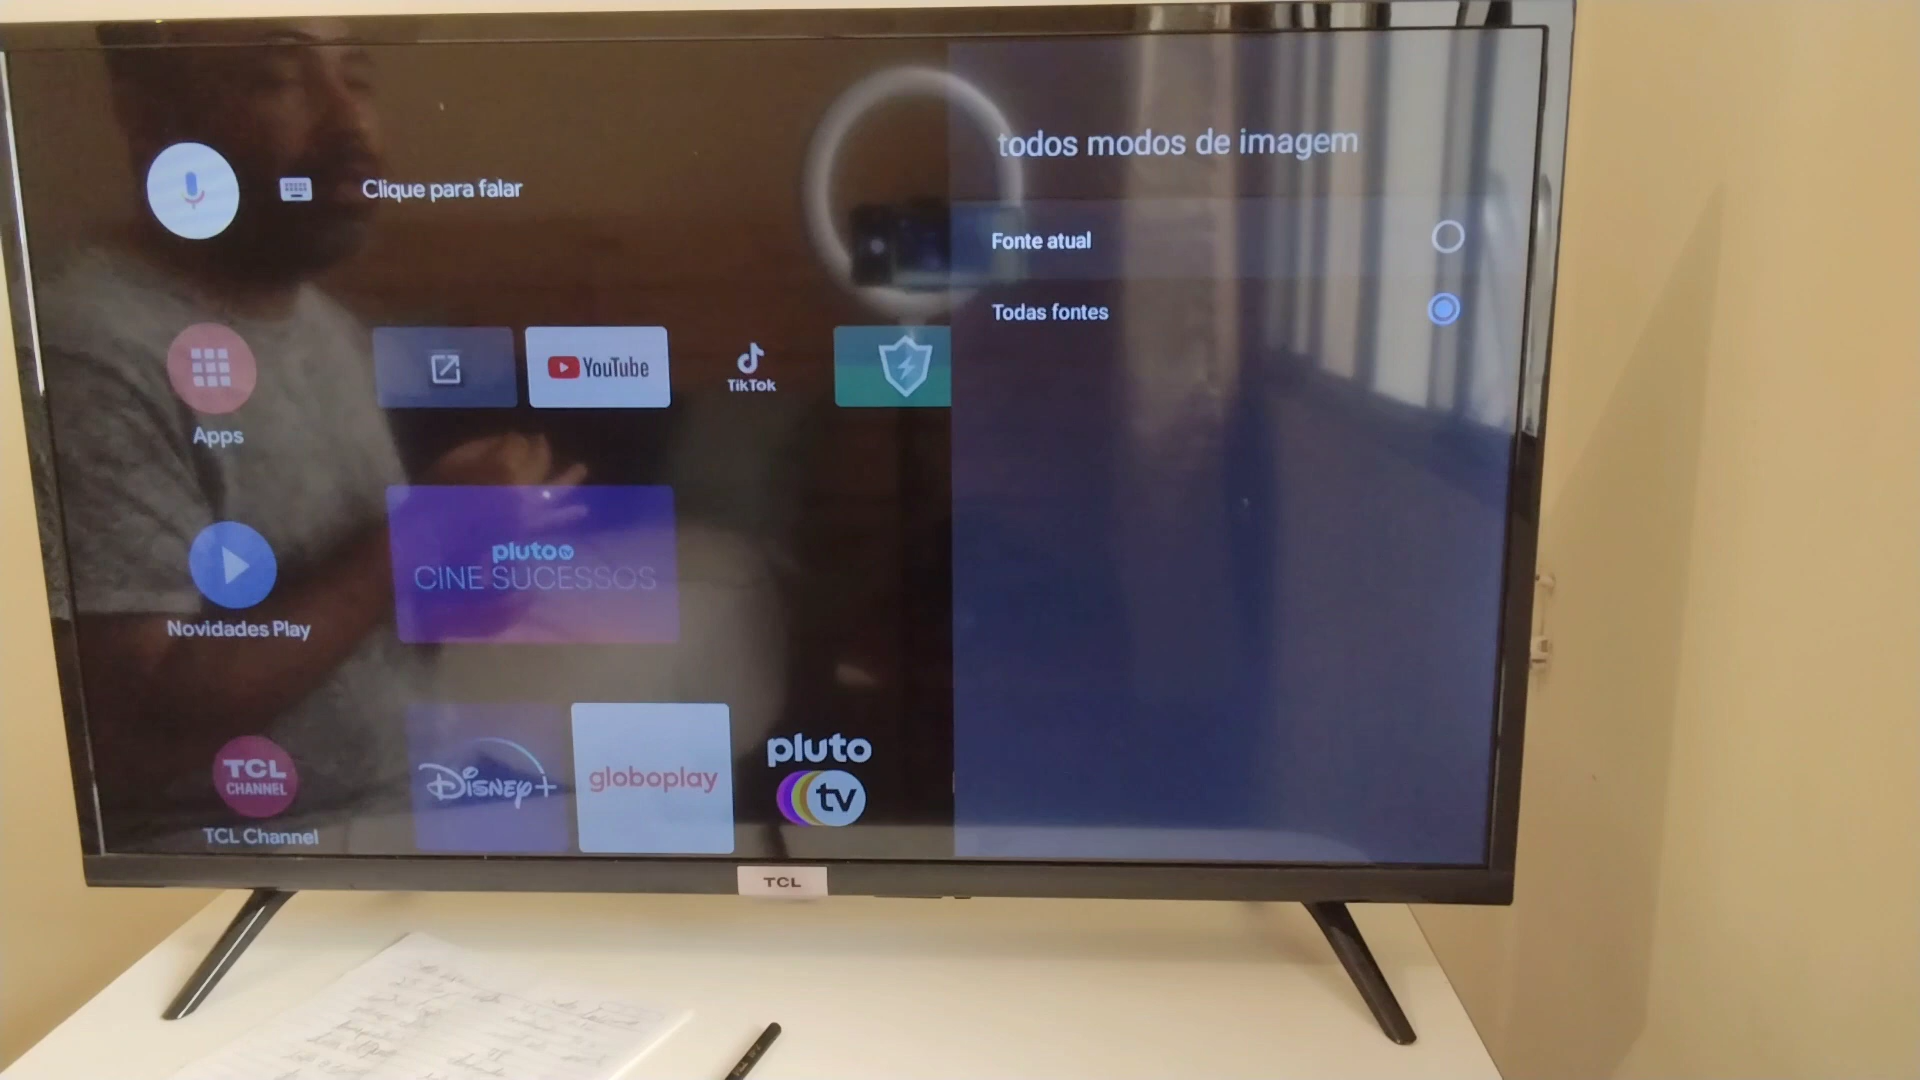 todos modos de imagem
Clique para falar
Fonte atual
Todas fontes
YouTube
TikTok
Apps
pluto tv
CINE SUCESSOS
Novidades Play
TCL
CHANNEL
Disney+
globoplay
pluto
tv
TCL Channel
TCL